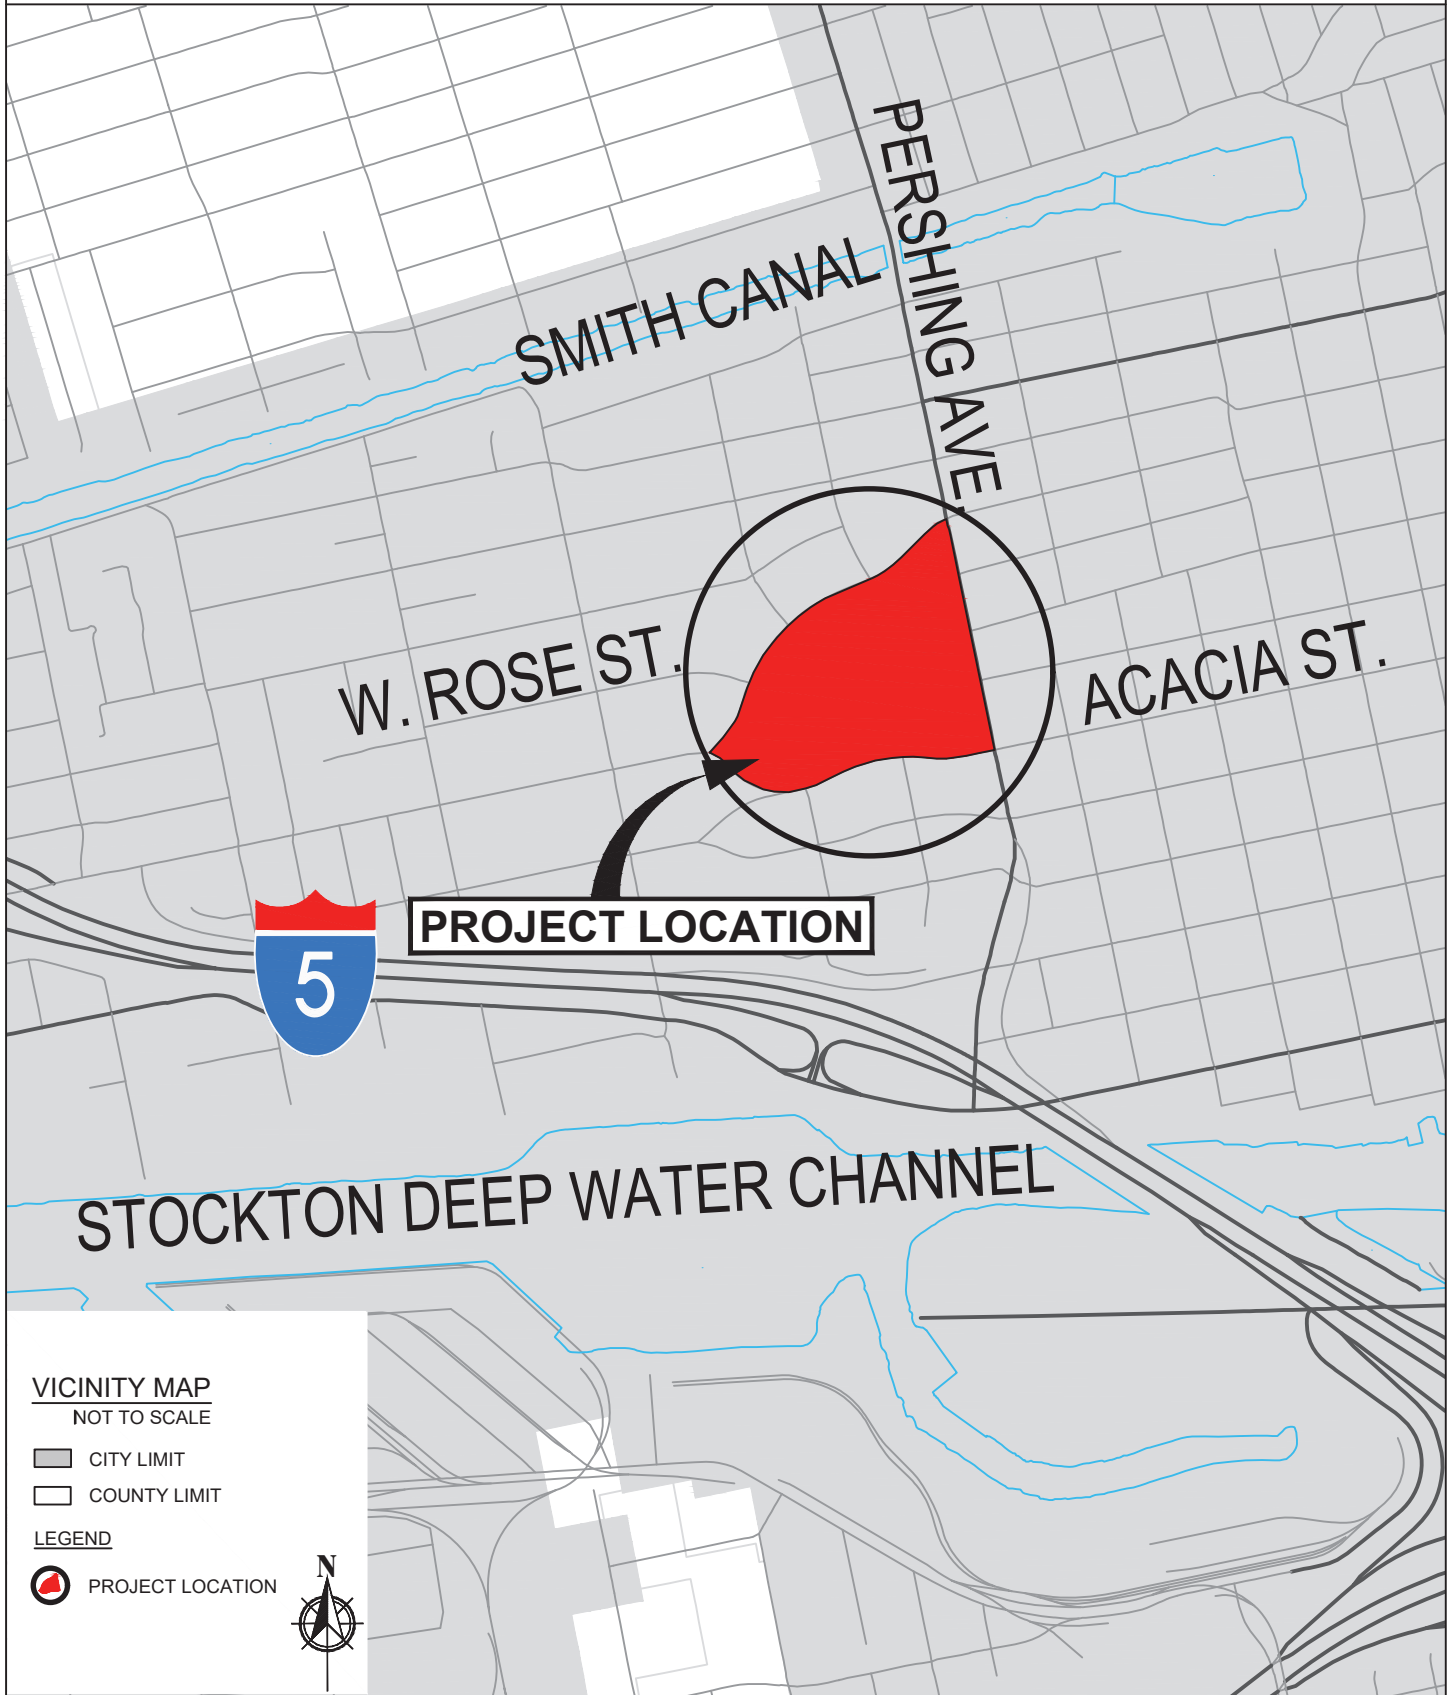 PERSHING AVE.
SMITH CANAL
W. ROSE ST.
ACACIA ST.
PROJECT LOCATION
5
STOCKTON DEEP WATER CHANNEL
VICINITY MAP
NOT TO SCALE
CITY LIMIT
COUNTY LIMIT
LEGEND
PROJECT LOCATION
N